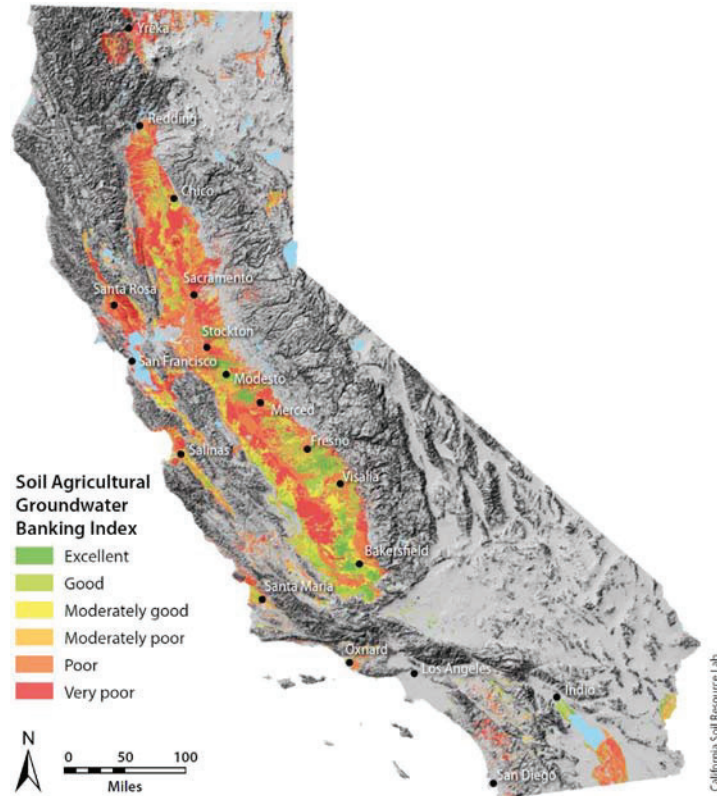 Yreka
Redding
Chico
Sacramento
Santa Rosa
Stockton
San Francisco
Modesto
Merced
Fresno
Salinas
Visalia
Soil Agricultural
Groundwater
Banking Index
Excellent
Good
Moderately good
Moderately poor
Poor
Very poor
Bakersfield
Santa Maria
Oxnard
Los Angeles
Indio
San Diego
N
0 50 100
Miles
California Soil Resource Lab